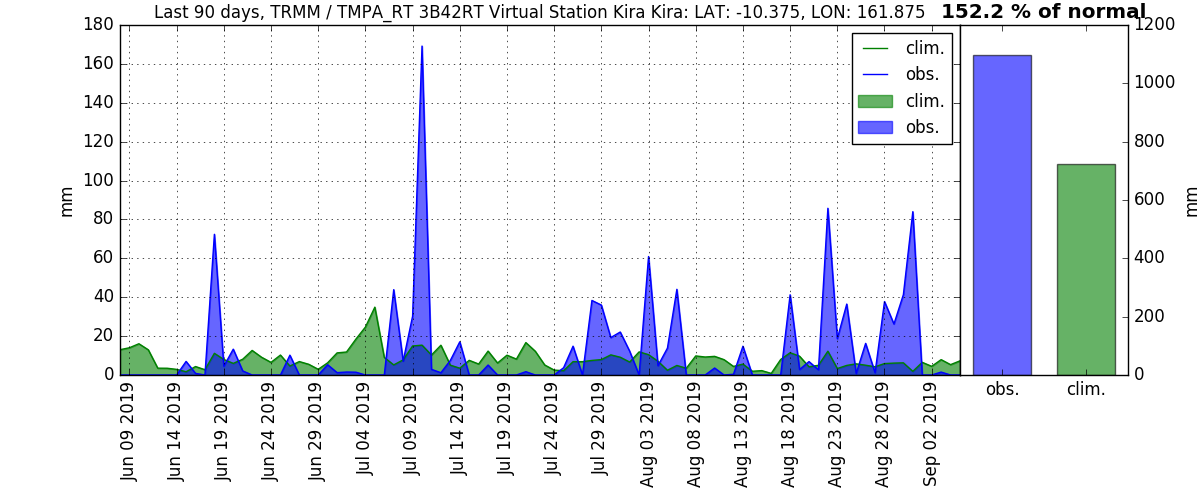 Last 90 days, TRMM / TMPA_RT 3B42RT Virtual Station Kira Kira: LAT: -10.375, LON: 161.875 152.2 % of normal
180
160
140
120
100
80
60
40
20
0
mm
clim.
obs.
clim.
obs.
Jun 09 2019
Jun 14 2019
Jun 19 2019
Jun 24 2019
Jun 29 2019
Jul 04 2019
Jul 09 2019
Jul 14 2019
Jul 19 2019
Jul 24 2019
Jul 29 2019
Aug 03 2019
Aug 08 2019
Aug 13 2019
Aug 18 2019
Aug 23 2019
Aug 28 2019
Sep 02 2019
1200
1000
800
600
400
200
0
mm
obs. clim.